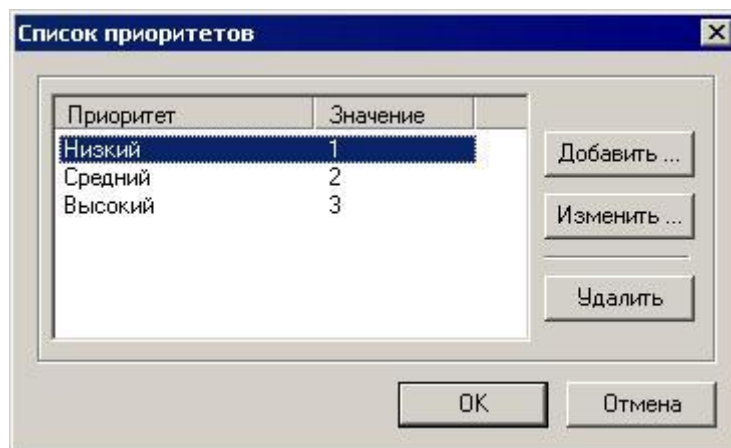 Список приоритетов
Приоритет Значение
Низкий 1
Средний 2
Высокий 3
Добавить ...
Изменить ...
Удалить
OK Отмена